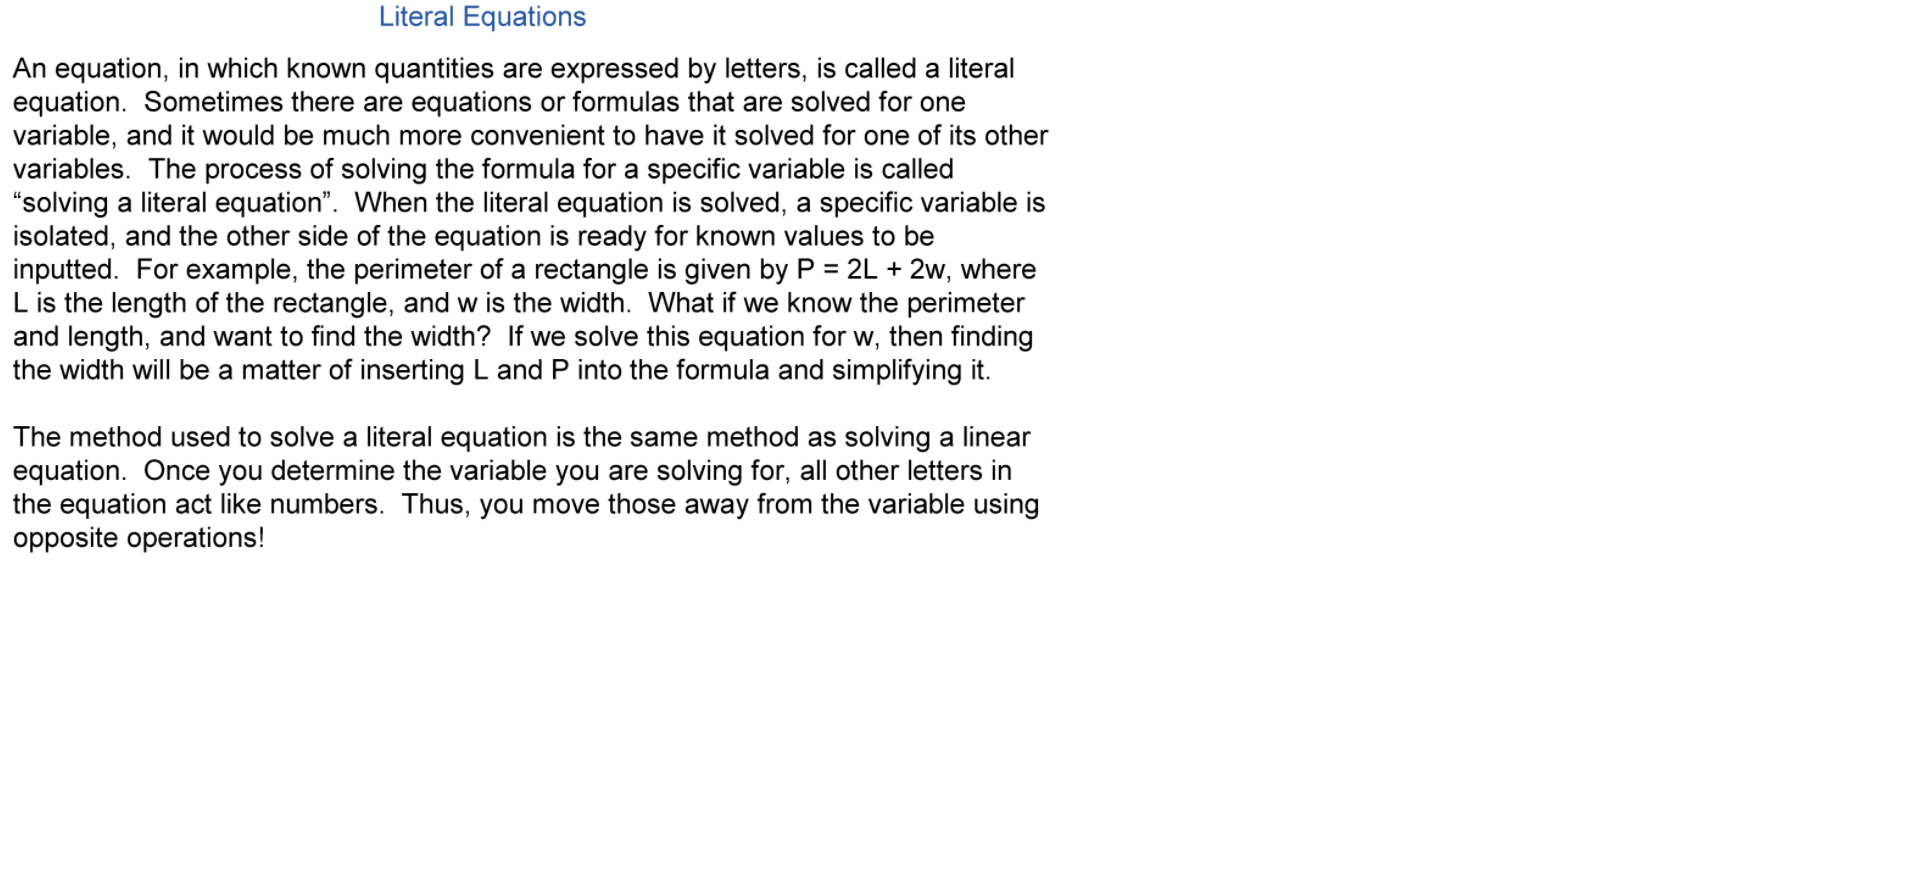 Literal Equations
An equation, in which known quantities are expressed by letters, is called a literal
equation.  Sometimes there are equations or formulas that are solved for one
variable, and it would be much more convenient to have it solved for one of its other
variables.  The process of solving the formula for a specific variable is called
“solving a literal equation”.  When the literal equation is solved, a specific variable is
isolated, and the other side of the equation is ready for known values to be
inputted.  For example, the perimeter of a rectangle is given by P = 2L + 2w, where
L is the length of the rectangle, and w is the width.  What if we know the perimeter
and length, and want to find the width?  If we solve this equation for w, then finding
the width will be a matter of inserting L and P into the formula and simplifying it.
The method used to solve a literal equation is the same method as solving a linear
equation.  Once you determine the variable you are solving for, all other letters in
the equation act like numbers.  Thus, you move those away from the variable using
opposite operations!